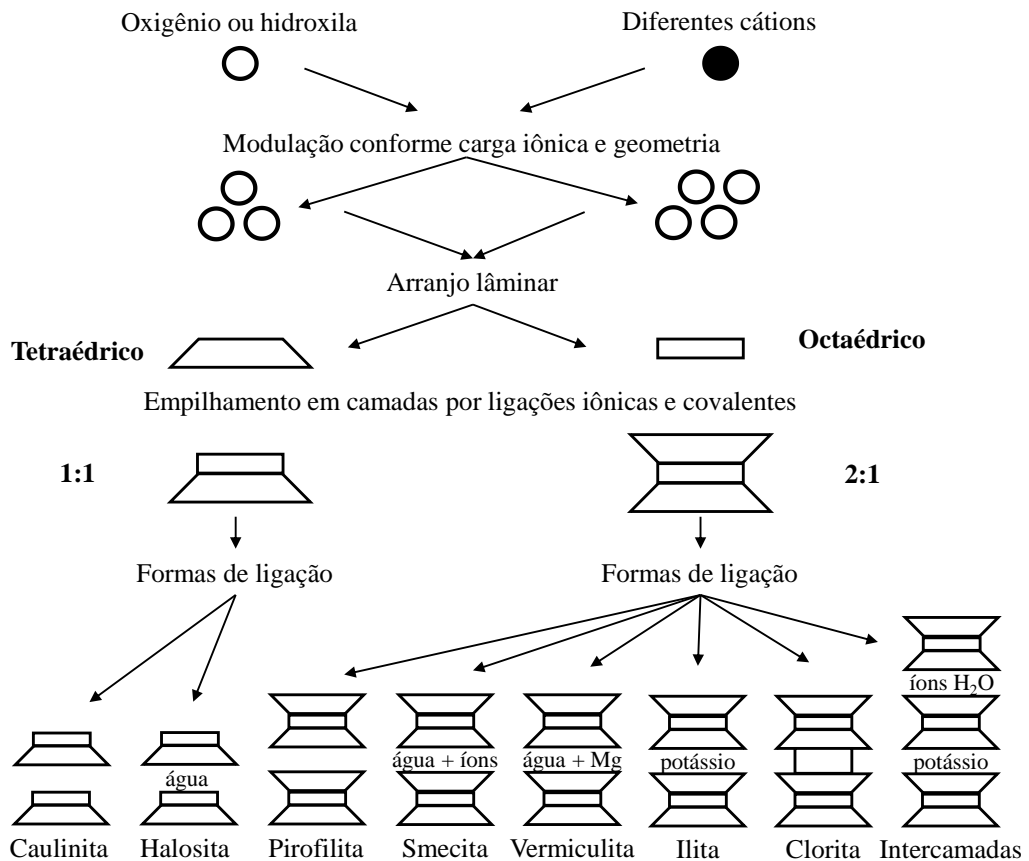 Oxigênio ou hidroxila
Diferentes cátions
Modulação conforme carga iônica e geometria
Arranjo lâminar
Tetraédrico
Octaédrico
Empilhamento em camadas por ligações iônicas e covalentes
1:1
2:1
Formas de ligação
Formas de ligação
íons H₂O
água
água + íons
água + Mg
potássio
potássio
Caulinita
Halosita
Pirofilita
Smecita
Vermiculita
Ilita
Clorita
Intercamadas